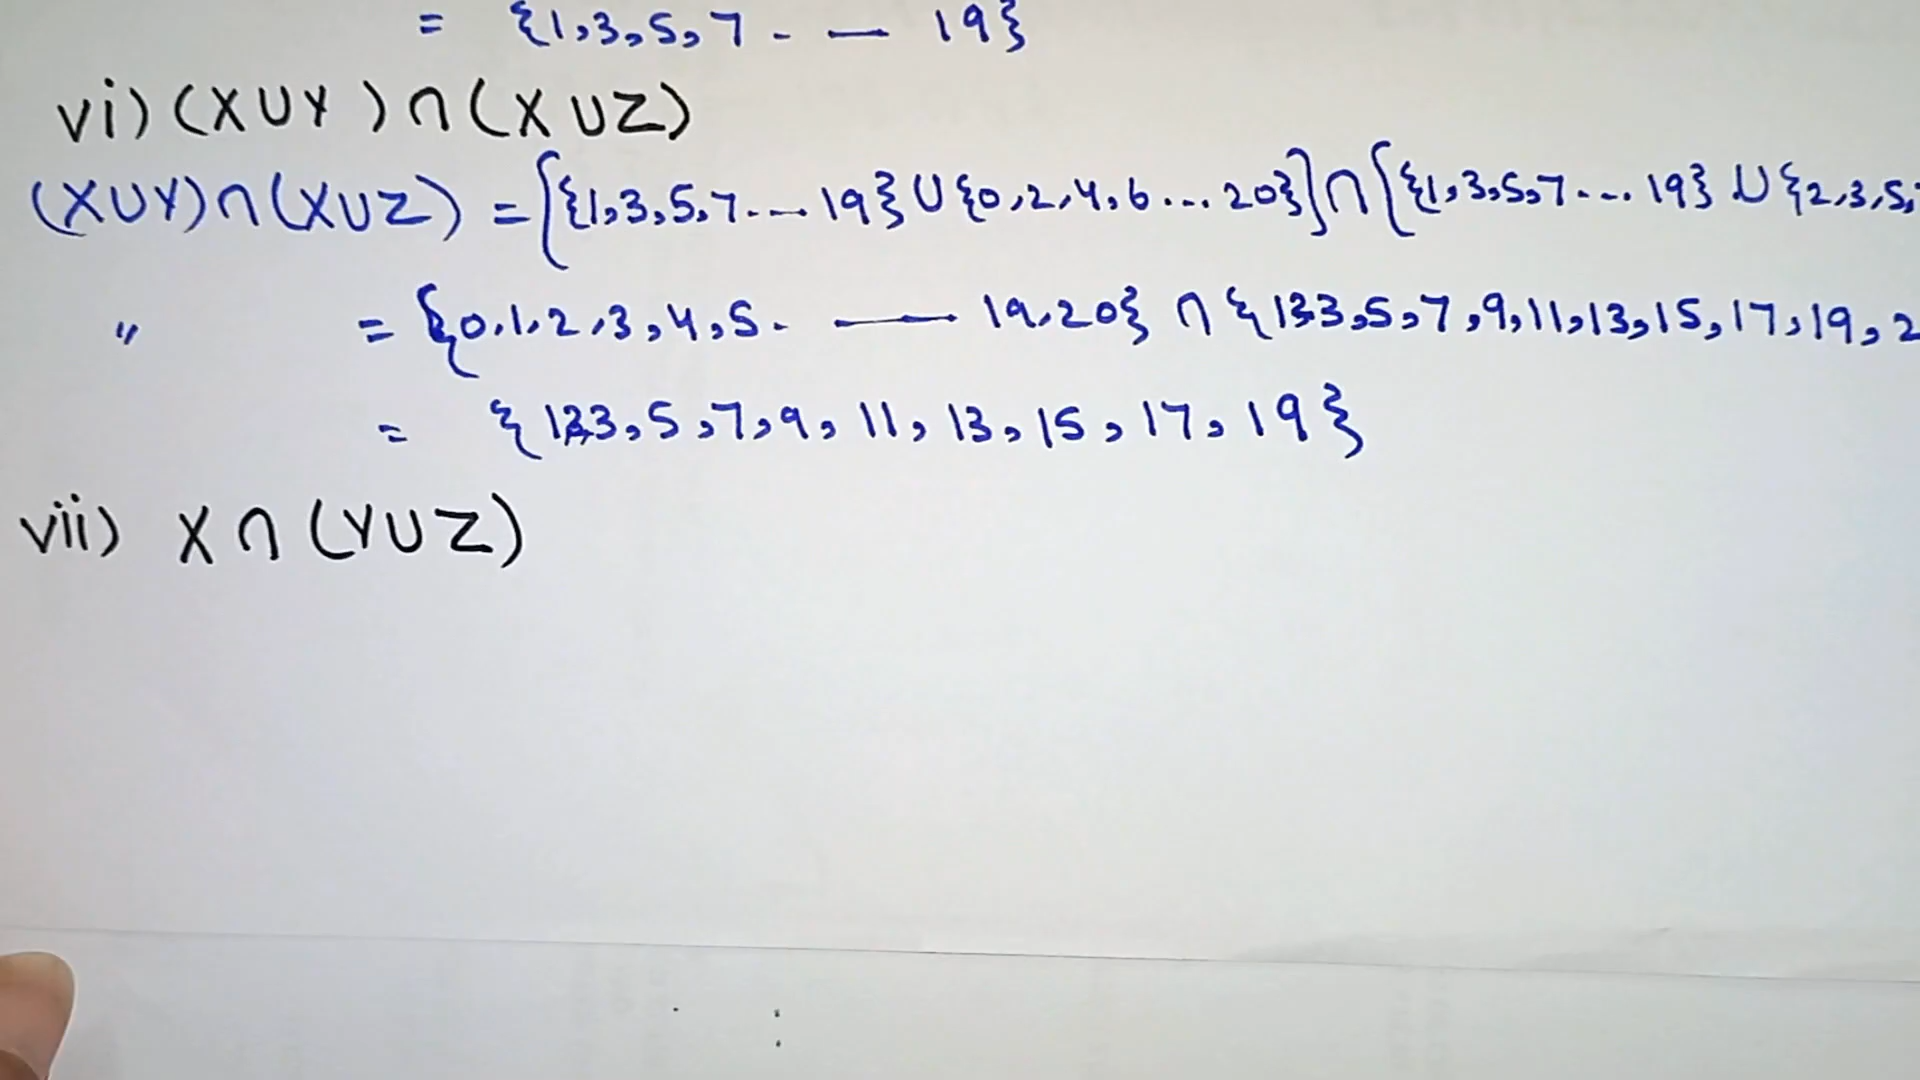 = {1,3,5,7 - — 19}
vi) (X∪Y) ∩ (X∪Z)
(X∪Y)∩(X∪Z) = [{1,3,5,7.... 19}∪{0,2,4,6... 20}]∩[{1,3,5,7.... 19}∪{2,3,5,
" = {0,1,2,3,4,5. — 19,20} ∩ {1,3,5,7,9,11,13,15,17,19,2
= { 3,5,7,9,11,13,15,17,19}
vii) X∩(Y∪Z)